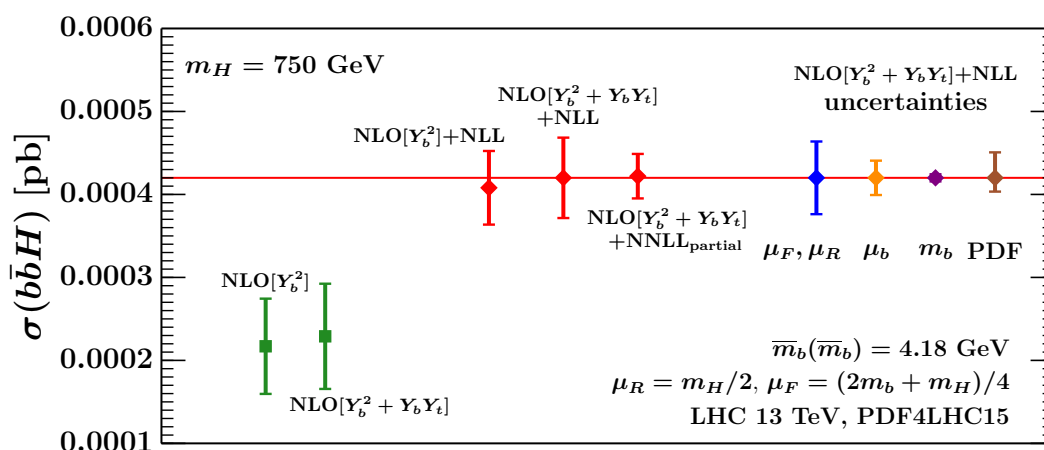 0.0006
0.0005
0.0004
0.0003
0.0002
0.0001
σ(bb̄H) [pb]
m_H = 750 GeV
NLO[Y_b^2 + Y_bY_t]
+NLL
NLO[Y_b^2]+NLL
NLO[Y_b^2 + Y_bY_t]+NLL
uncertainties
NLO[Y_b^2 + Y_bY_t]
+NNLL_partial
μ_F, μ_R μ_b m_b PDF
NLO[Y_b^2]
NLO[Y_b^2 + Y_bY_t]
m̅_b(m̅_b) = 4.18 GeV
μ_R = m_H/2, μ_F = (2m_b + m_H)/4
LHC 13 TeV, PDF4LHC15